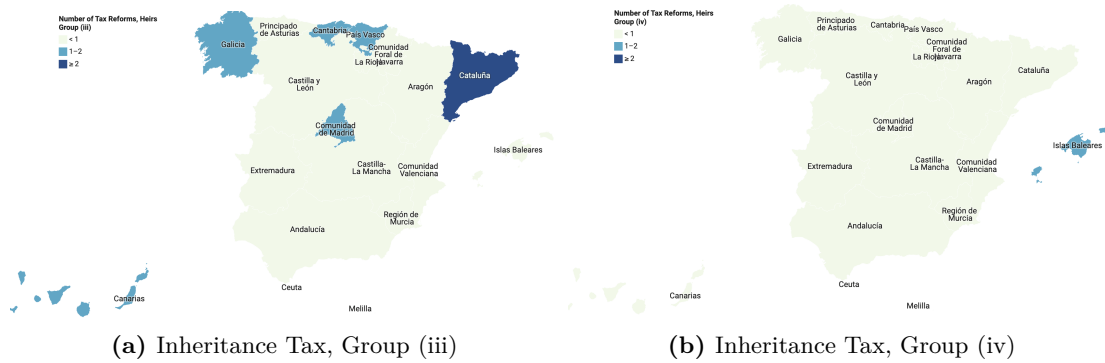 Number of Tax Reforms, Heirs
Group (iii)
< 1
1–2
≥ 2
Principado
de Asturias
Cantabria
País Vasco
Galicia
Comunidad
Foral de
Navarra
La Rioja
Castilla y
León
Cataluña
Aragón
Comunidad
de Madrid
Islas Baleares
Extremadura
Castilla-
La Mancha
Comunidad
Valenciana
Región de
Murcia
Andalucía
Canarias
Ceuta
Melilla
(a) Inheritance Tax, Group (iii)
Number of Tax Reforms, Heirs
Group (iv)
< 1
1–2
≥ 2
Principado
de Asturias
Cantabria
País Vasco
Galicia
Comunidad
Foral de
Navarra
La Rioja
Castilla y
León
Cataluña
Aragón
Comunidad
de Madrid
Islas Baleares
Extremadura
Castilla-
La Mancha
Comunidad
Valenciana
Región de
Murcia
Andalucía
Canarias
Ceuta
Melilla
(b) Inheritance Tax, Group (iv)